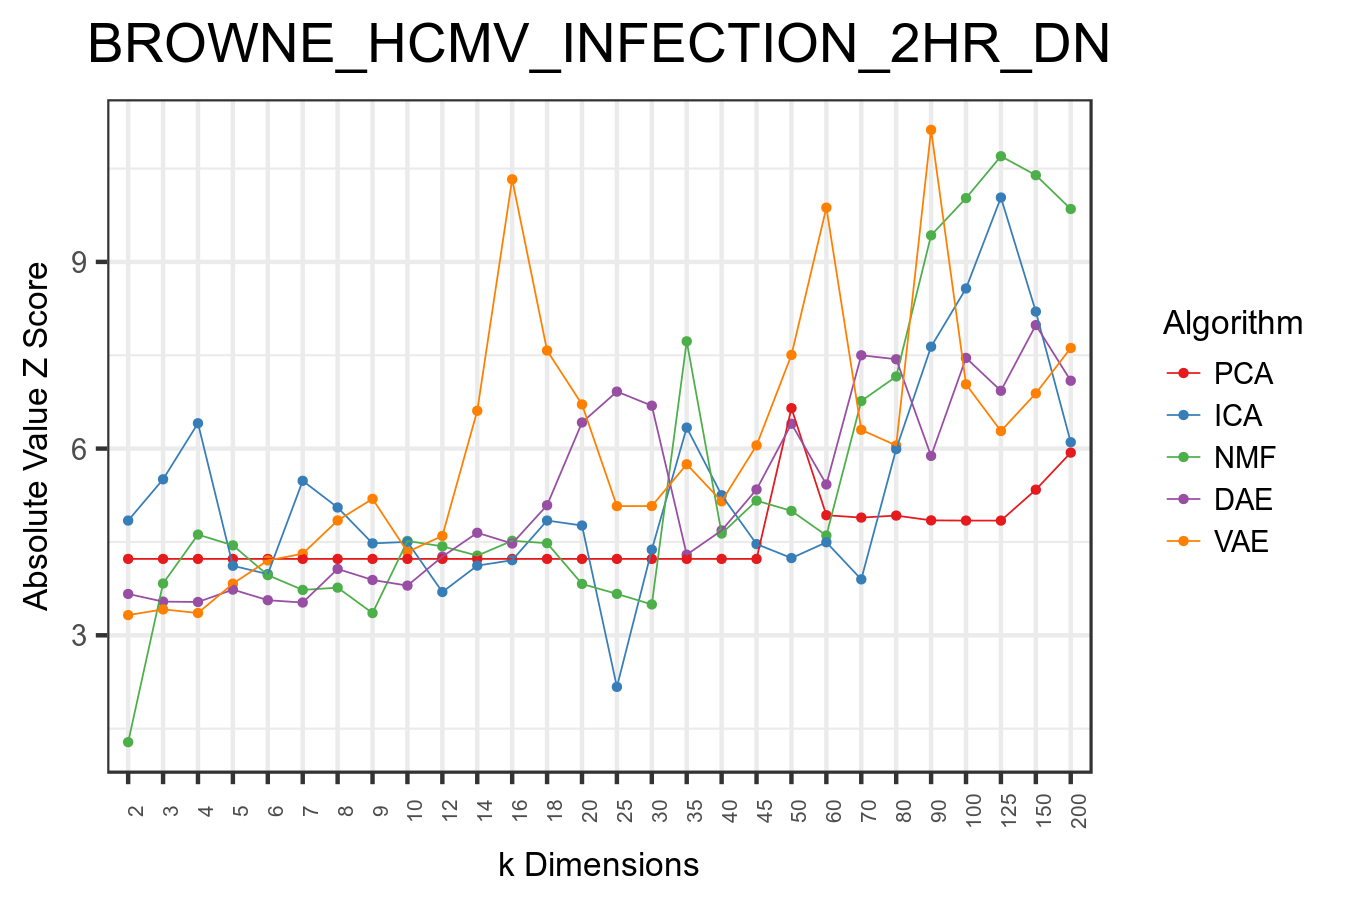 BROWNE_HCMV_INFECTION_2HR_DN
Absolute Value Z Score
9
6
3
2 3 4 5 6 7 8 9 10 12 14 16 18 20 25 30 35 40 45 50 60 70 80 90 100 125 150 200
k Dimensions
Algorithm
PCA
ICA
NMF
DAE
VAE